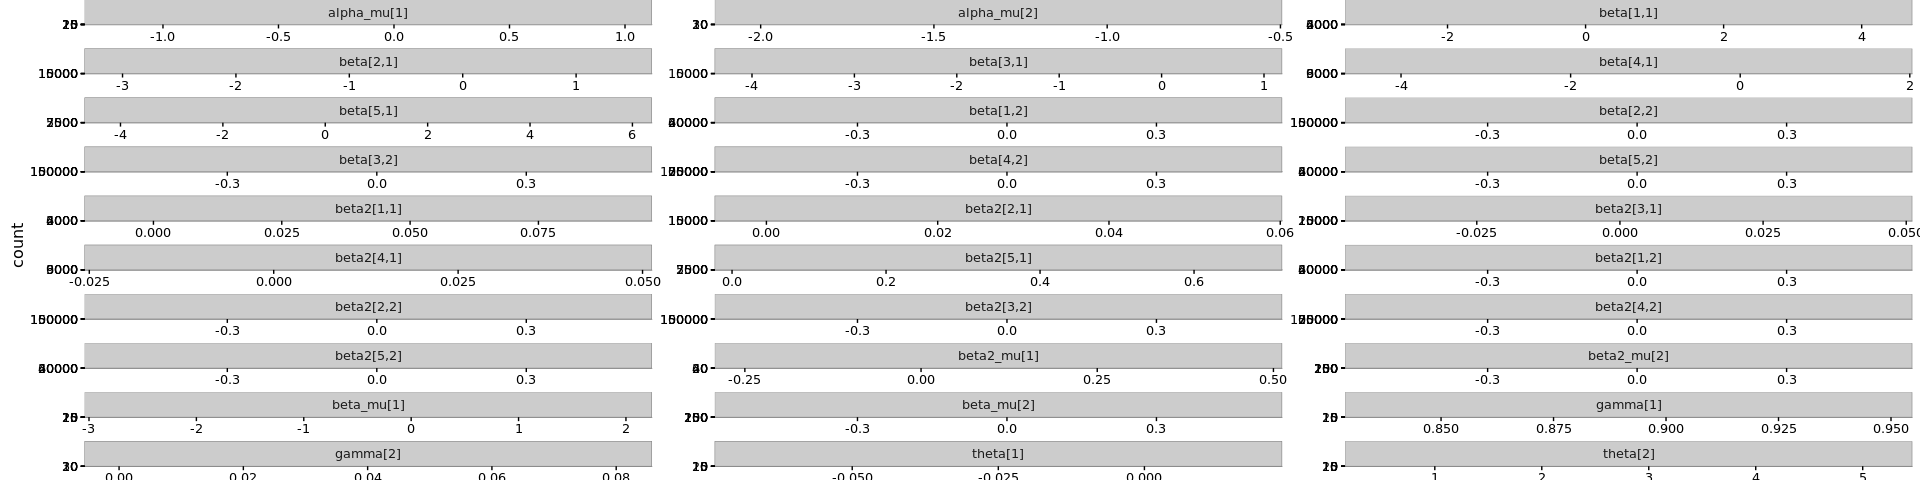 alpha_mu[1] alpha_mu[2] beta[1,1]
-1.0 -0.5 0.0 0.5 1.0 -2.0 -1.5 -1.0 -0.5 -2 0 2 4
beta[2,1] beta[3,1] beta[4,1]
-3 -2 -1 0 1 -4 -3 -2 -1 0 1 -4 -2 0 2
beta[5,1] beta[1,2] beta[2,2]
-4 -2 0 2 4 6 -0.3 0.0 0.3 -0.3 0.0 0.3
beta[3,2] beta[4,2] beta[5,2]
-0.3 0.0 0.3 -0.3 0.0 0.3 -0.3 0.0 0.3
beta2[1,1] beta2[2,1] beta2[3,1]
0.000 0.025 0.050 0.075 0.00 0.02 0.04 0.06 -0.025 0.000 0.025 0.050
count
beta2[4,1] beta2[5,1] beta2[1,2]
-0.025 0.000 0.025 0.050 0.0 0.2 0.4 0.6 -0.3 0.0 0.3
beta2[2,2] beta2[3,2] beta2[4,2]
-0.3 0.0 0.3 -0.3 0.0 0.3 -0.3 0.0 0.3
beta2[5,2] beta2_mu[1] beta2_mu[2]
-0.3 0.0 0.3 -0.25 0.00 0.25 0.50 -0.3 0.0 0.3
beta_mu[1] beta_mu[2] gamma[1]
-3 -2 -1 0 1 2 -0.3 0.0 0.3 0.850 0.875 0.900 0.925 0.950
gamma[2] theta[1] theta[2]
0.00 0.02 0.04 0.06 0.08 -0.050 -0.025 0.000 1 2 3 4 5